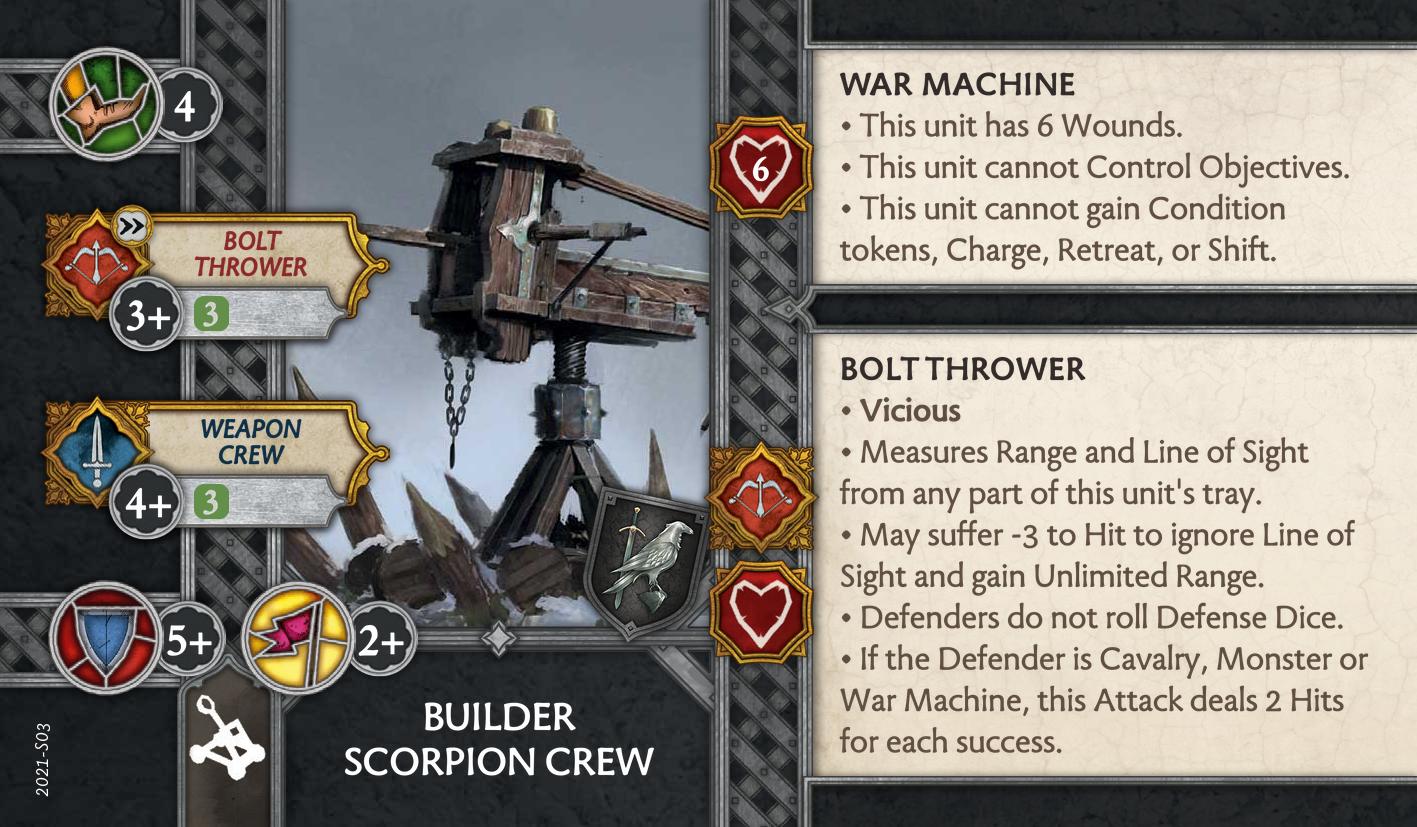 4
BOLT
THROWER
3+
3
WEAPON
CREW
4+
3
5+
2+
BUILDER
SCORPION CREW
2021-S03
6
WAR MACHINE
• This unit has 6 Wounds.
• This unit cannot Control Objectives.
• This unit cannot gain Condition
tokens, Charge, Retreat, or Shift.
BOLT THROWER
• Vicious
• Measures Range and Line of Sight
from any part of this unit's tray.
• May suffer -3 to Hit to ignore Line of
Sight and gain Unlimited Range.
• Defenders do not roll Defense Dice.
• If the Defender is Cavalry, Monster or
War Machine, this Attack deals 2 Hits
for each success.